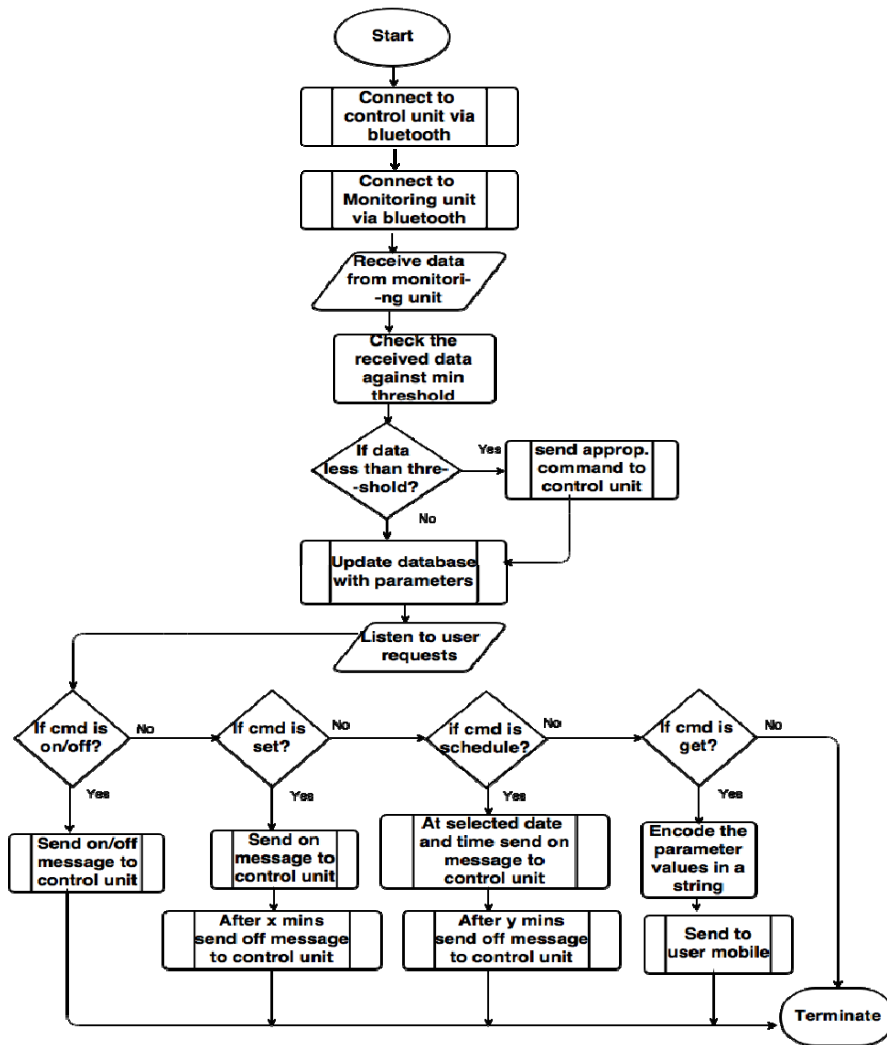 Start
Connect to
control unit via
bluetooth
Connect to
Monitoring unit
via bluetooth
Receive data
from monitori-
-ng unit
Check the
received data
against min
threshold
If data
less than thre-
-shold?
Yes
send approp.
command to
control unit
No
Update database
with parameters
Listen to user
requests
If cmd is
on/off?
No
If cmd is
set?
No
if cmd is
schedule?
No
If cmd is
get?
No
Yes
Yes
Yes
Yes
Send on/off
message to
control unit
Send on
message to
control unit
At selected date
and time send on
message to
control unit
Encode the
parameter
values in a
string
After x mins
send off message
to control unit
After y mins
send off message
to control unit
Send to
user mobile
Terminate